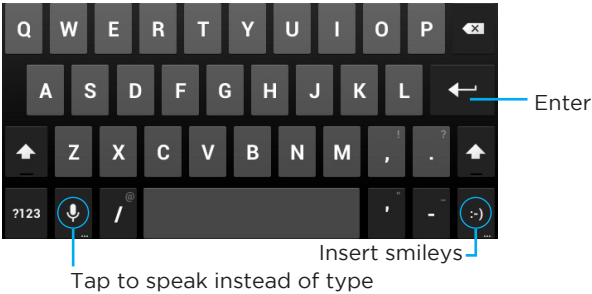 Q W E R T Y U I O P
A S D F G H J K L
Enter
! ?
Z X C V B N M , .
@ " _
?123 / ' - :-)
... ...
Insert smileys
Tap to speak instead of type